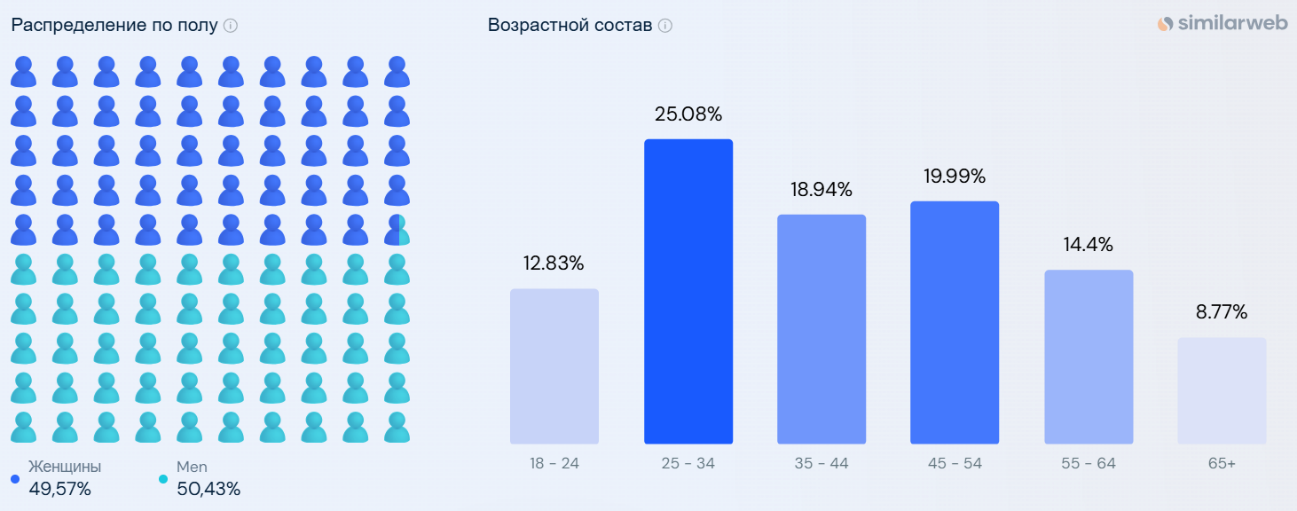 Распределение по полу
Возрастной состав
similarweb
25.08%
19.99%
18.94%
14.4%
12.83%
8.77%
18 - 24
25 - 34
35 - 44
45 - 54
55 - 64
65+
Женщины
49,57%
Men
50,43%